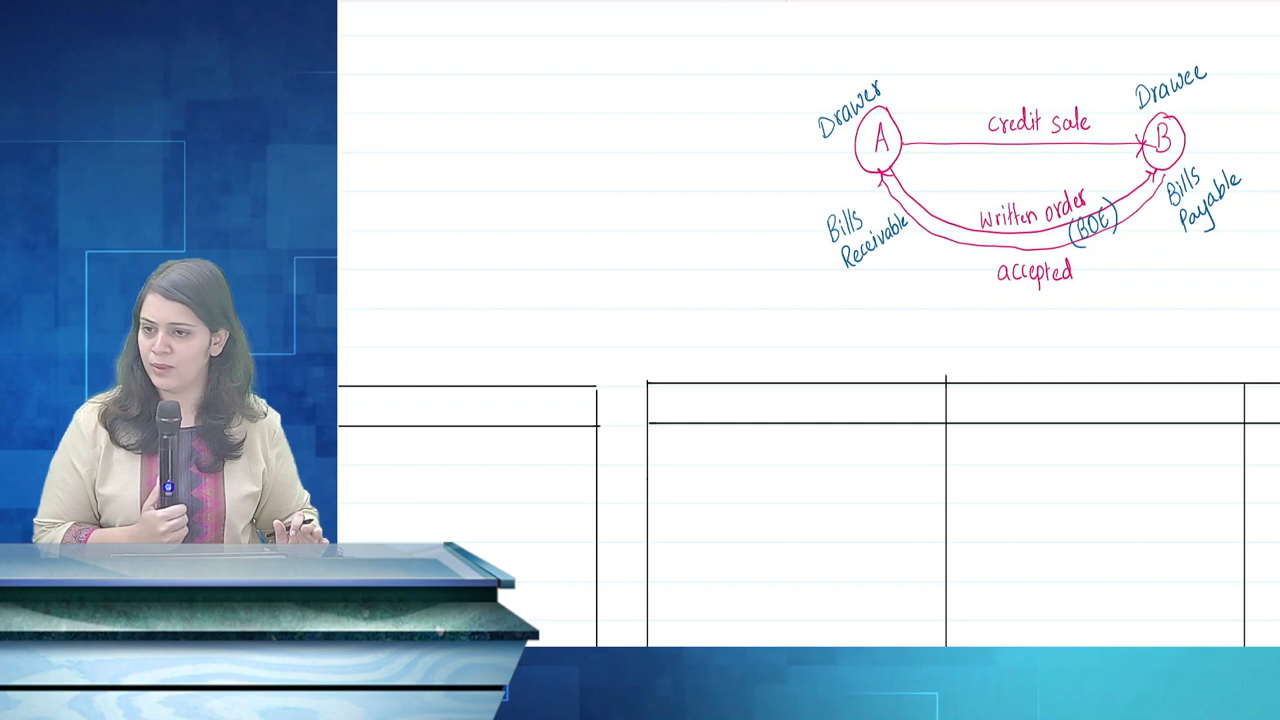 Drawer
Drawee
A
credit sale
B
Bills
Receivable
written order
(BOE)
Bills
Payable
accepted